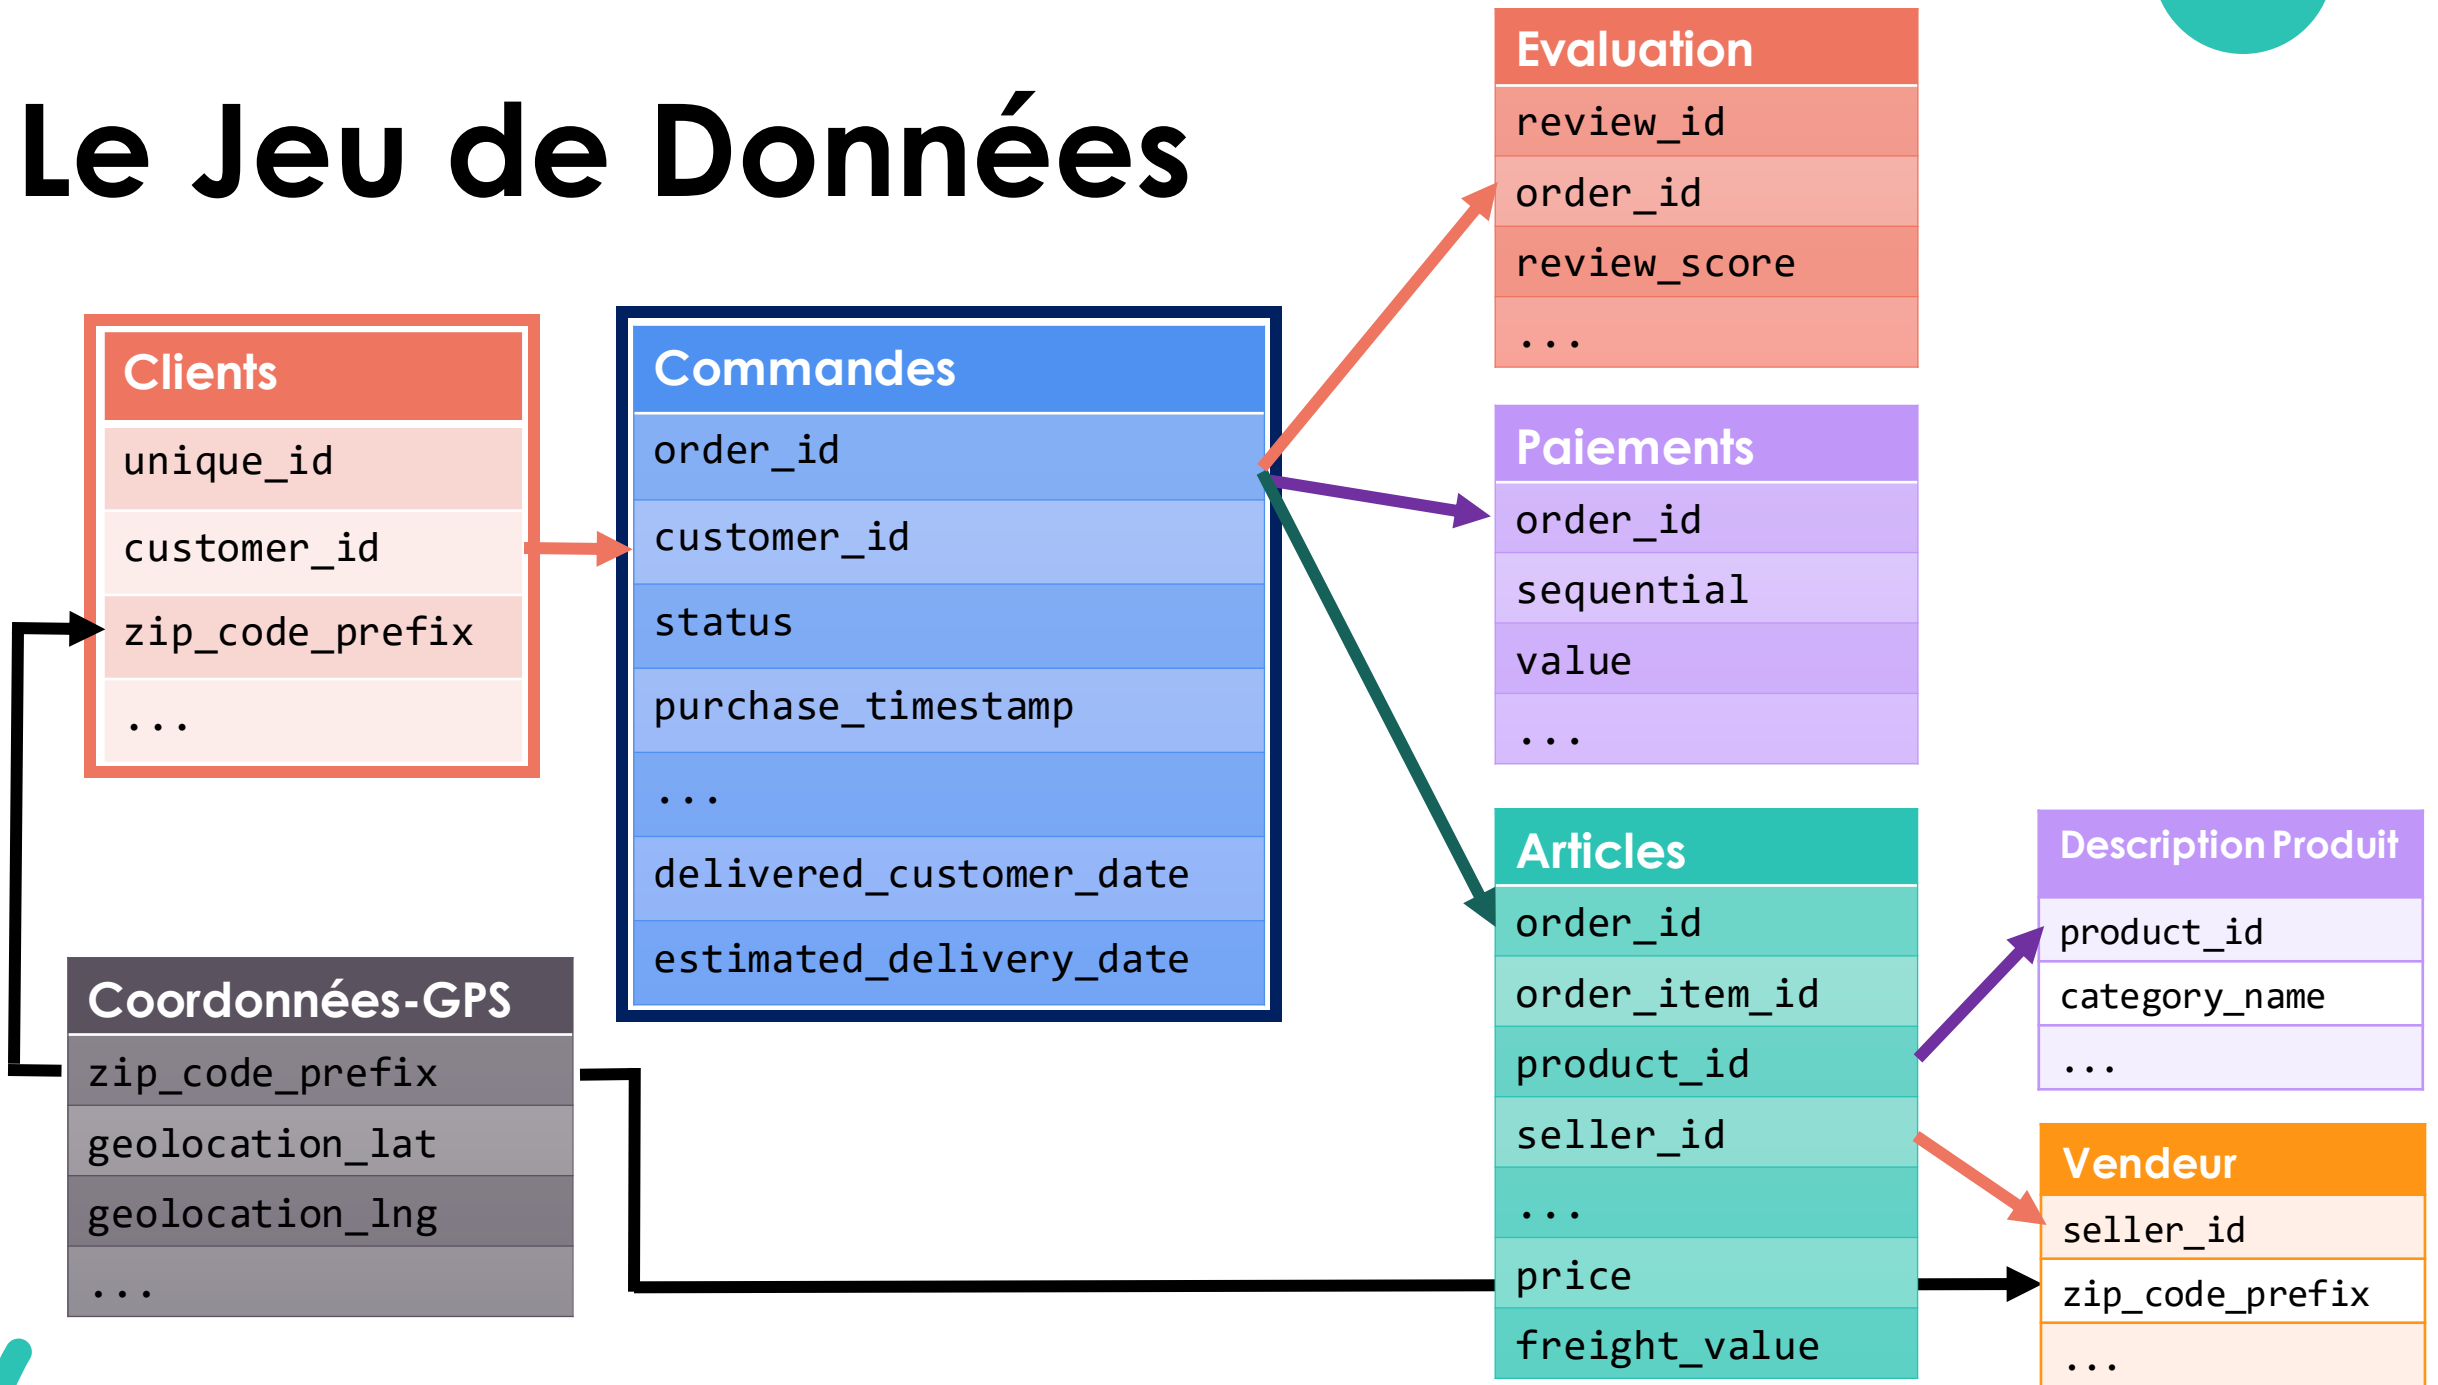 Le Jeu de Données
Clients
unique_id
customer_id
zip_code_prefix
...
Commandes
order_id
customer_id
status
purchase_timestamp
...
delivered_customer_date
estimated_delivery_date
Evaluation
review_id
order_id
review_score
...
Paiements
order_id
sequential
value
...
Coordonnées-GPS
zip_code_prefix
geolocation_lat
geolocation_lng
...
Articles
order_id
order_item_id
product_id
seller_id
...
price
freight_value
Description Produit
product_id
category_name
...
Vendeur
seller_id
zip_code_prefix
...